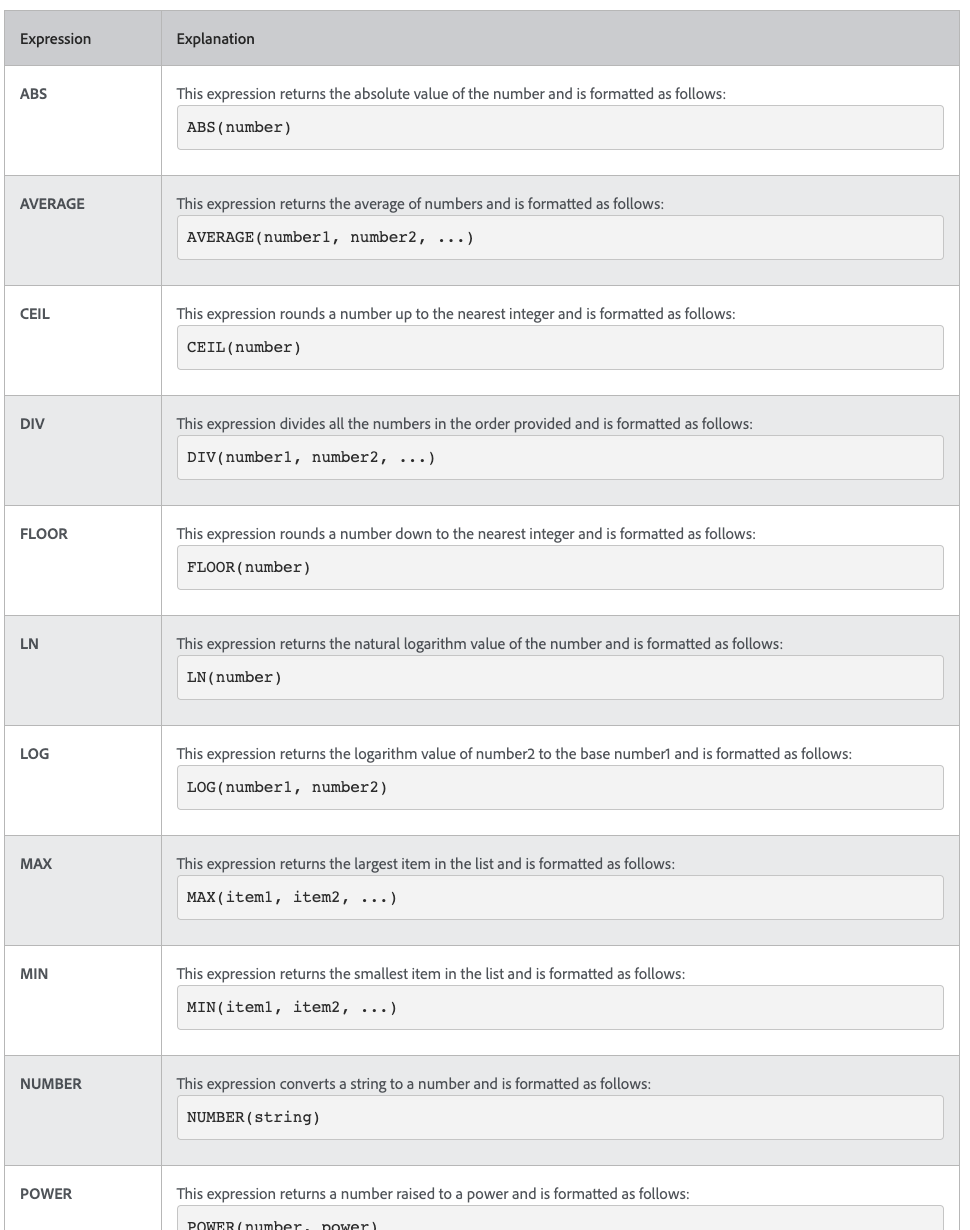 Expression Explanation
ABS This expression returns the absolute value of the number and is formatted as follows:
ABS(number)
AVERAGE This expression returns the average of numbers and is formatted as follows:
AVERAGE(number1, number2, ...)
CEIL This expression rounds a number up to the nearest integer and is formatted as follows:
CEIL(number)
DIV This expression divides all the numbers in the order provided and is formatted as follows:
DIV(number1, number2, ...)
FLOOR This expression rounds a number down to the nearest integer and is formatted as follows:
FLOOR(number)
LN This expression returns the natural logarithm value of the number and is formatted as follows:
LN(number)
LOG This expression returns the logarithm value of number2 to the base number1 and is formatted as follows:
LOG(number1, number2)
MAX This expression returns the largest item in the list and is formatted as follows:
MAX(item1, item2, ...)
MIN This expression returns the smallest item in the list and is formatted as follows:
MIN(item1, item2, ...)
NUMBER This expression converts a string to a number and is formatted as follows:
NUMBER(string)
POWER This expression returns a number raised to a power and is formatted as follows:
POWER(number, power)